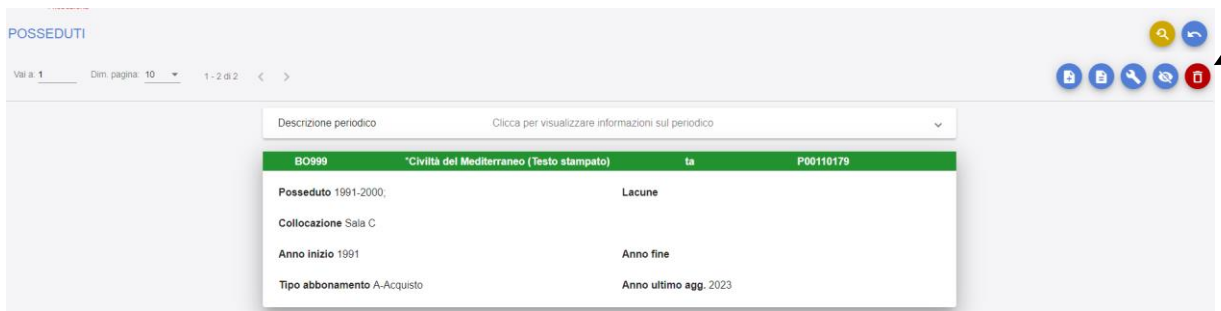 POSSEDUTI
Vai a: 1 Dim. pagina: 10 1 - 2 di 2
Descrizione periodico Clicca per visualizzare informazioni sul periodico
BO999 *Civiltà del Mediterraneo (Testo stampato) ta P00110179
Posseduto 1991-2000; Lacune
Collocazione Sala C
Anno inizio 1991 Anno fine
Tipo abbonamento A-Acquisto Anno ultimo agg. 2023